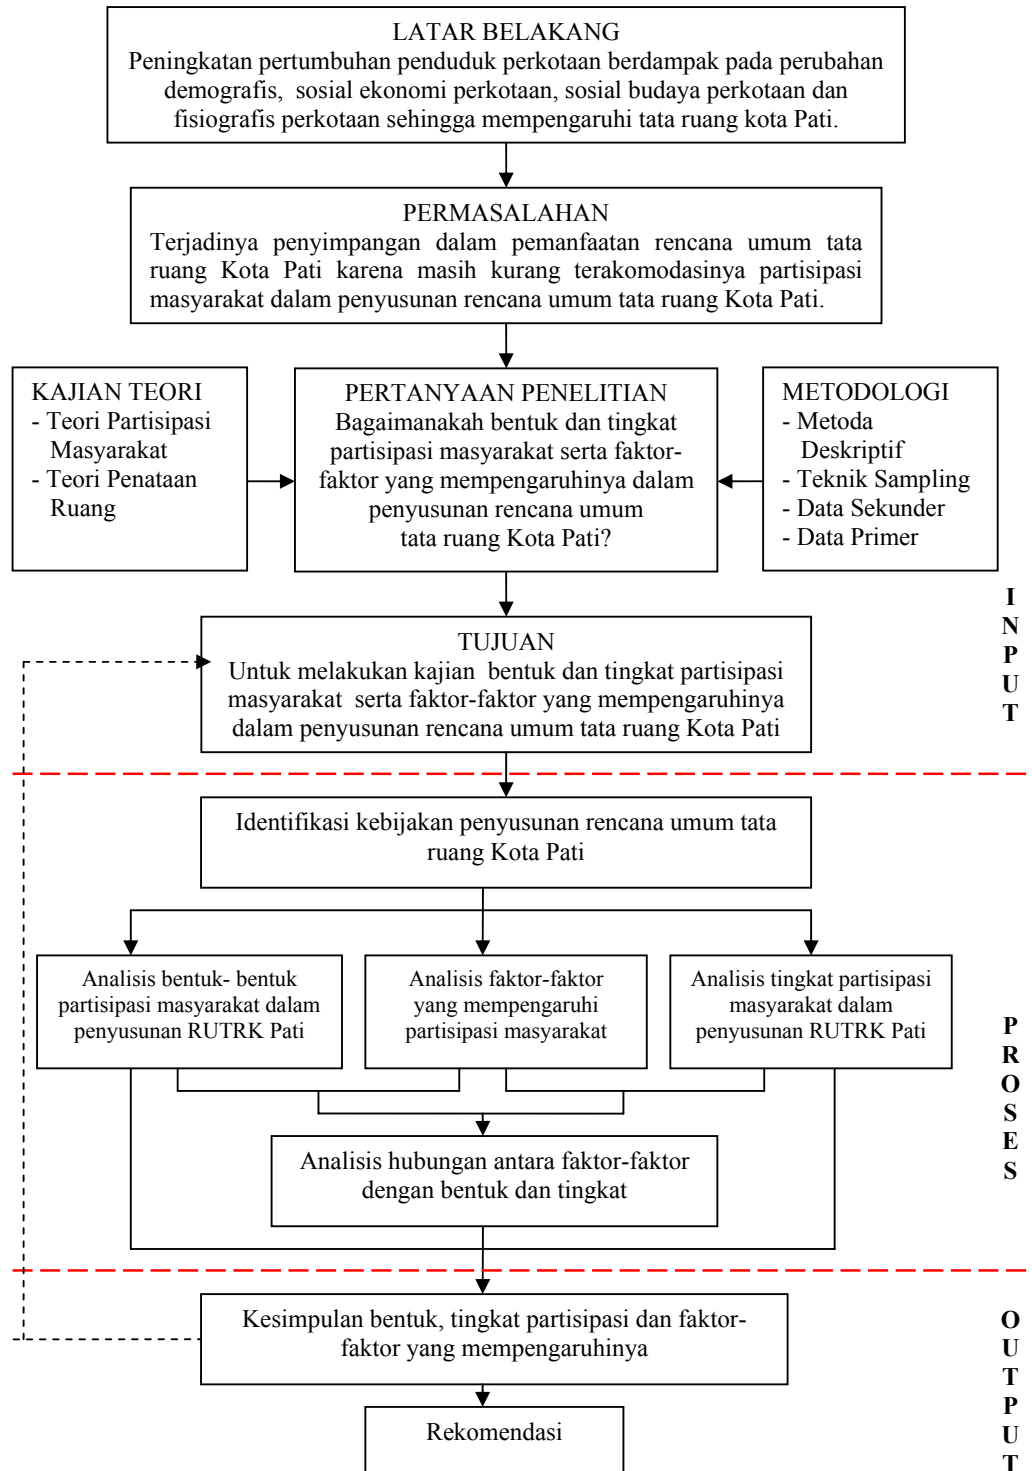 LATAR BELAKANG
Peningkatan pertumbuhan penduduk perkotaan berdampak pada perubahan
demografis, sosial ekonomi perkotaan, sosial budaya perkotaan dan
fisiografis perkotaan sehingga mempengaruhi tata ruang kota Pati.
PERMASALAHAN
Terjadinya penyimpangan dalam pemanfaatan rencana umum tata
ruang Kota Pati karena masih kurang terakomodasinya partisipasi
masyarakat dalam penyusunan rencana umum tata ruang Kota Pati.
KAJIAN TEORI
- Teori Partisipasi
Masyarakat
- Teori Penataan
Ruang
PERTANYAAN PENELITIAN
Bagaimanakah bentuk dan tingkat
partisipasi masyarakat serta faktor-
faktor yang mempengaruhinya dalam
penyusunan rencana umum
tata ruang Kota Pati?
METODOLOGI
- Metoda
Deskriptif
- Teknik Sampling
- Data Sekunder
- Data Primer
I
N
P
U
T
TUJUAN
Untuk melakukan kajian bentuk dan tingkat partisipasi
masyarakat serta faktor-faktor yang mempengaruhinya
dalam penyusunan rencana umum tata ruang Kota Pati
Identifikasi kebijakan penyusunan rencana umum tata
ruang Kota Pati
Analisis bentuk- bentuk
partisipasi masyarakat dalam
penyusunan RUTRK Pati
Analisis faktor-faktor
yang mempengaruhi
partisipasi masyarakat
Analisis tingkat partisipasi
masyarakat dalam
penyusunan RUTRK Pati
P
R
O
S
E
S
Analisis hubungan antara faktor-faktor
dengan bentuk dan tingkat
Kesimpulan bentuk, tingkat partisipasi dan faktor-
faktor yang mempengaruhinya
O
U
T
P
U
T
Rekomendasi